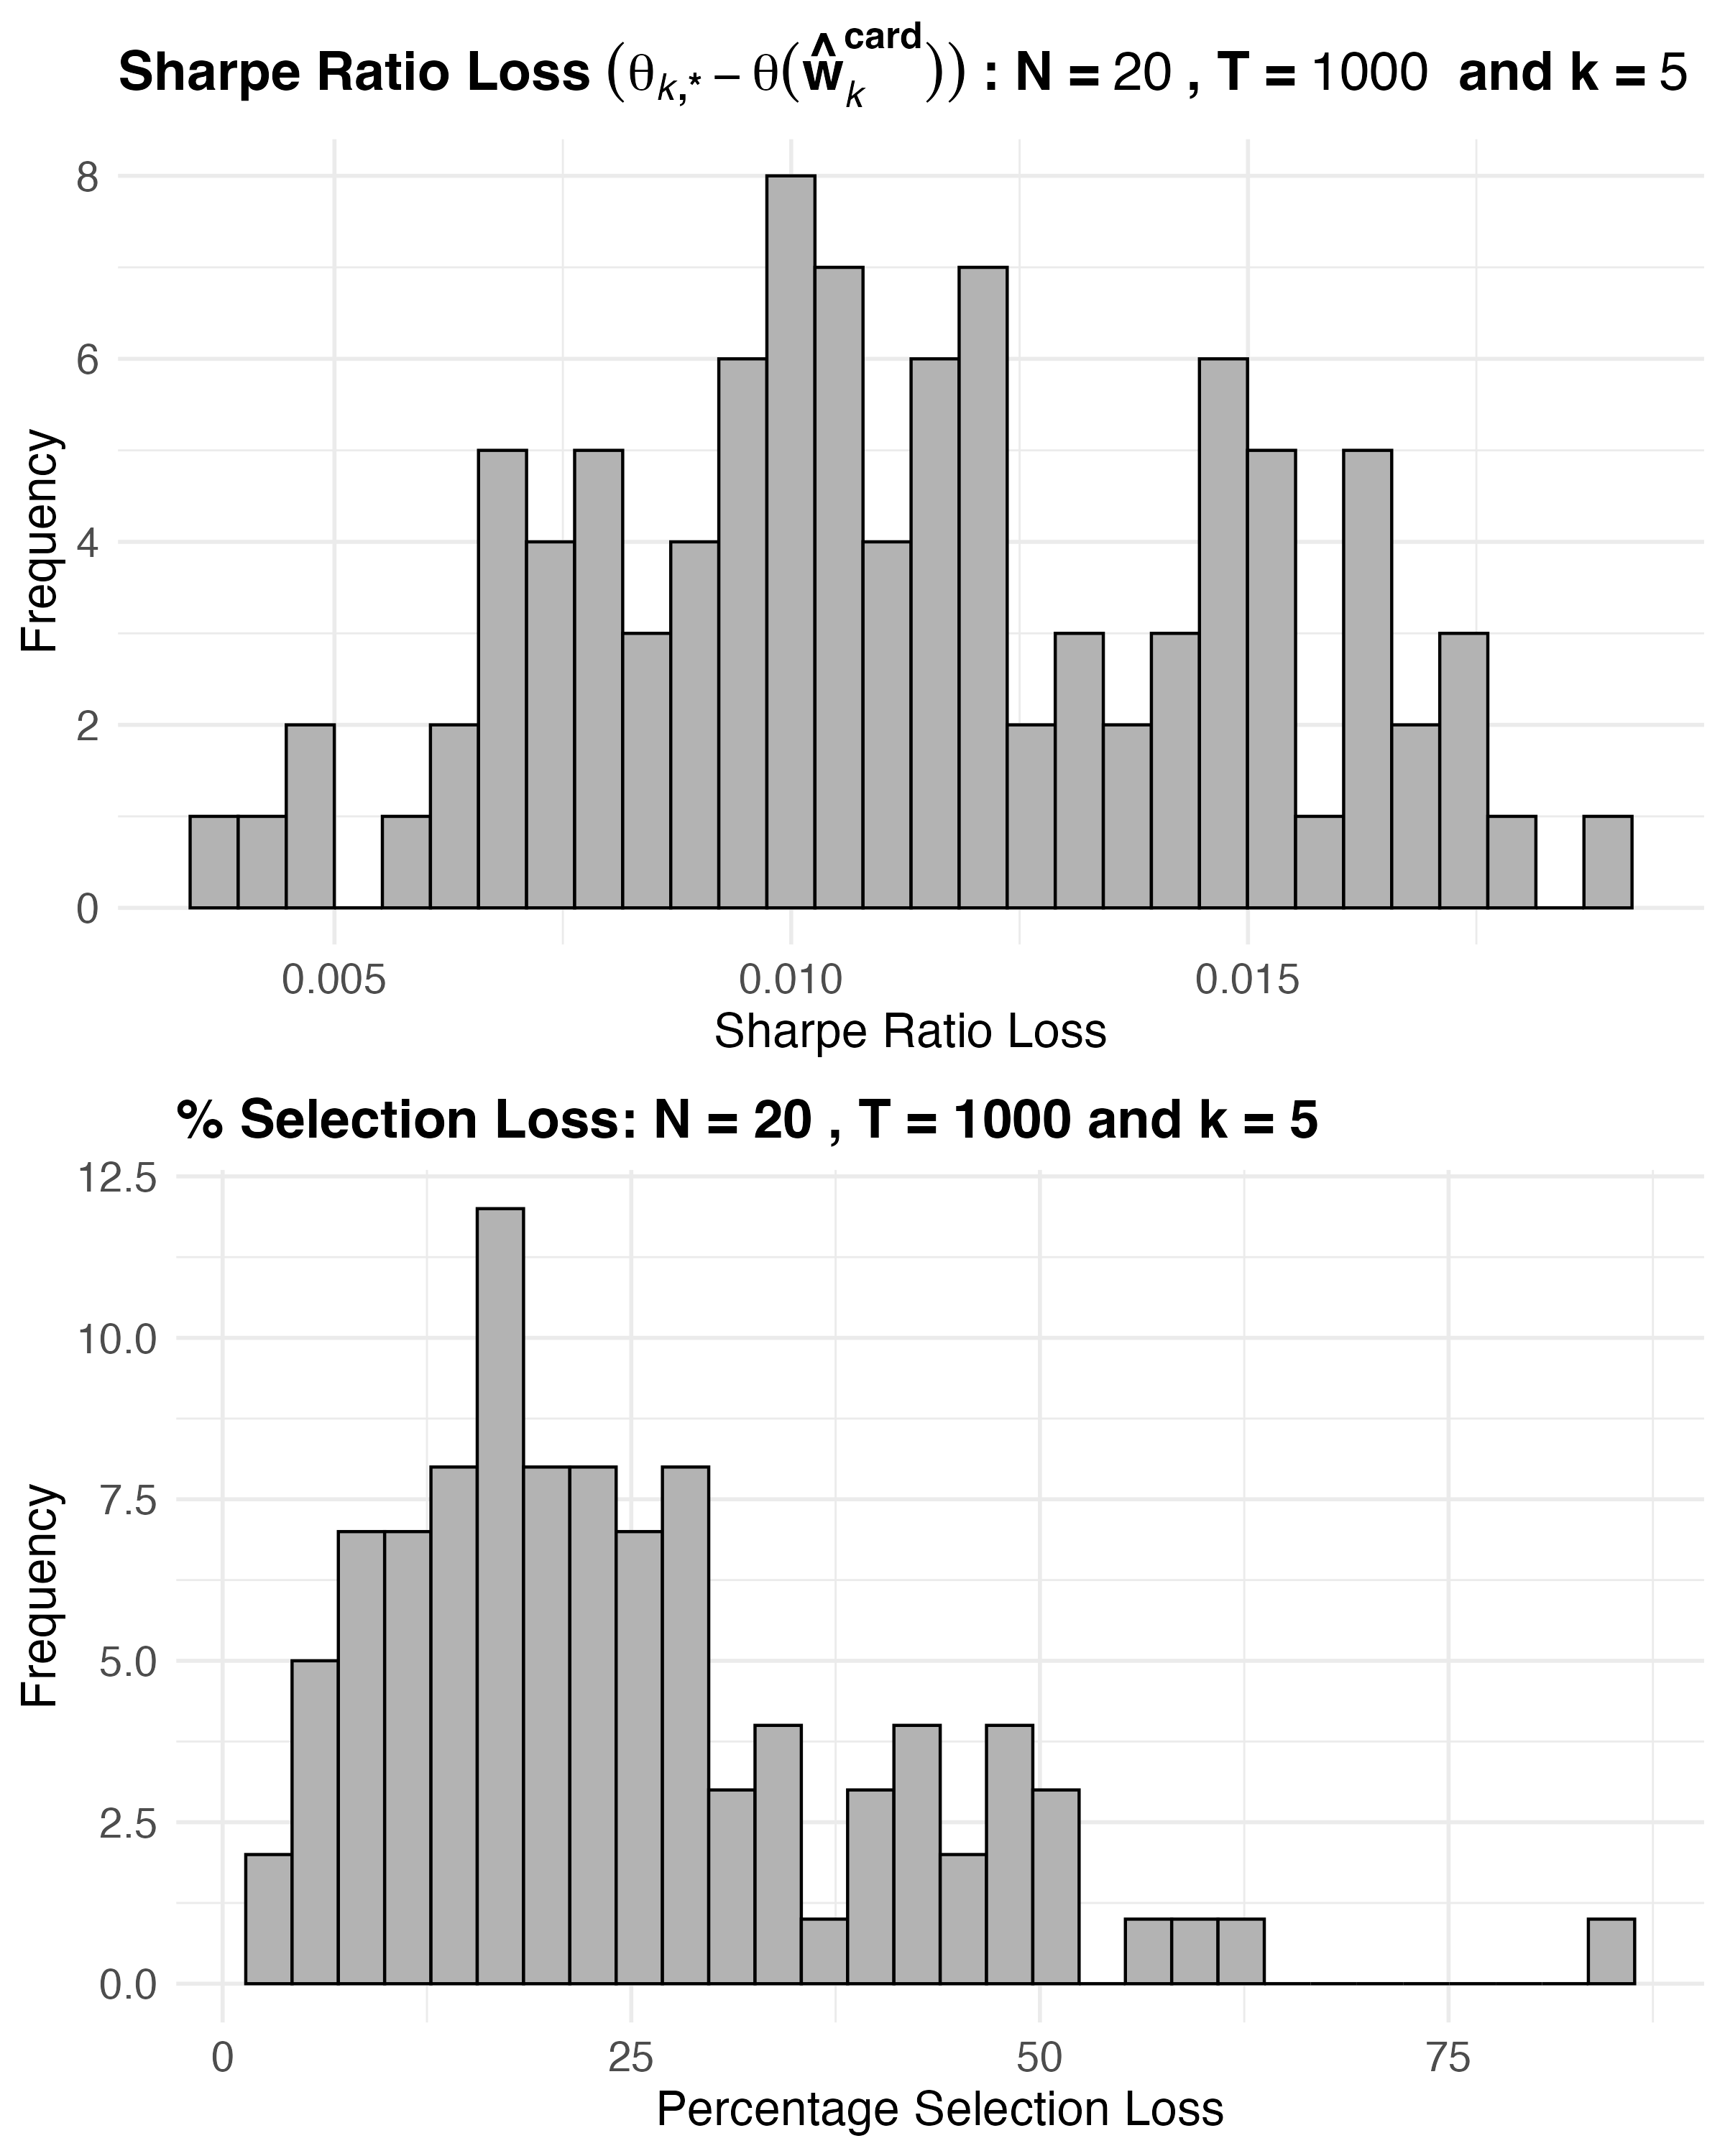 Sharpe Ratio Loss (θk,* − θ(ŵk^card)) : N = 20 , T = 1000 and k = 5
8
6
4
2
0
Frequency
0.005 0.010 0.015
Sharpe Ratio Loss
% Selection Loss: N = 20 , T = 1000 and k = 5
12.5
10.0
7.5
5.0
2.5
0.0
Frequency
0 25 50 75
Percentage Selection Loss